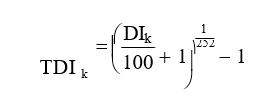 TDI k = (DIk/100 + 1)^(1/252) − 1